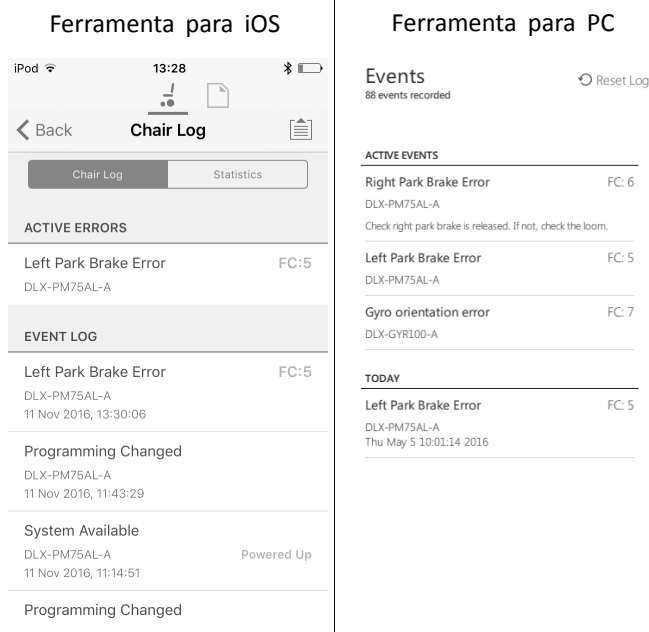 Ferramenta para iOS
iPod
13:28
Back
Chair Log
Chair Log
Statistics
ACTIVE ERRORS
Left Park Brake Error
FC:5
DLX-PM75AL-A
EVENT LOG
Left Park Brake Error
FC:5
DLX-PM75AL-A
11 Nov 2016, 13:30:06
Programming Changed
DLX-PM75AL-A
11 Nov 2016, 11:43:29
System Available
DLX-PM75AL-A
Powered Up
11 Nov 2016, 11:14:51
Programming Changed
Ferramenta para PC
Events
Reset Log
88 events recorded
ACTIVE EVENTS
Right Park Brake Error
FC: 6
DLX-PM75AL-A
Check right park brake is released. If not, check the loom.
Left Park Brake Error
FC: 5
DLX-PM75AL-A
Gyro orientation error
FC: 7
DLX-GYR100-A
TODAY
Left Park Brake Error
FC: 5
DLX-PM75AL-A
Thu May 5 10:01:14 2016